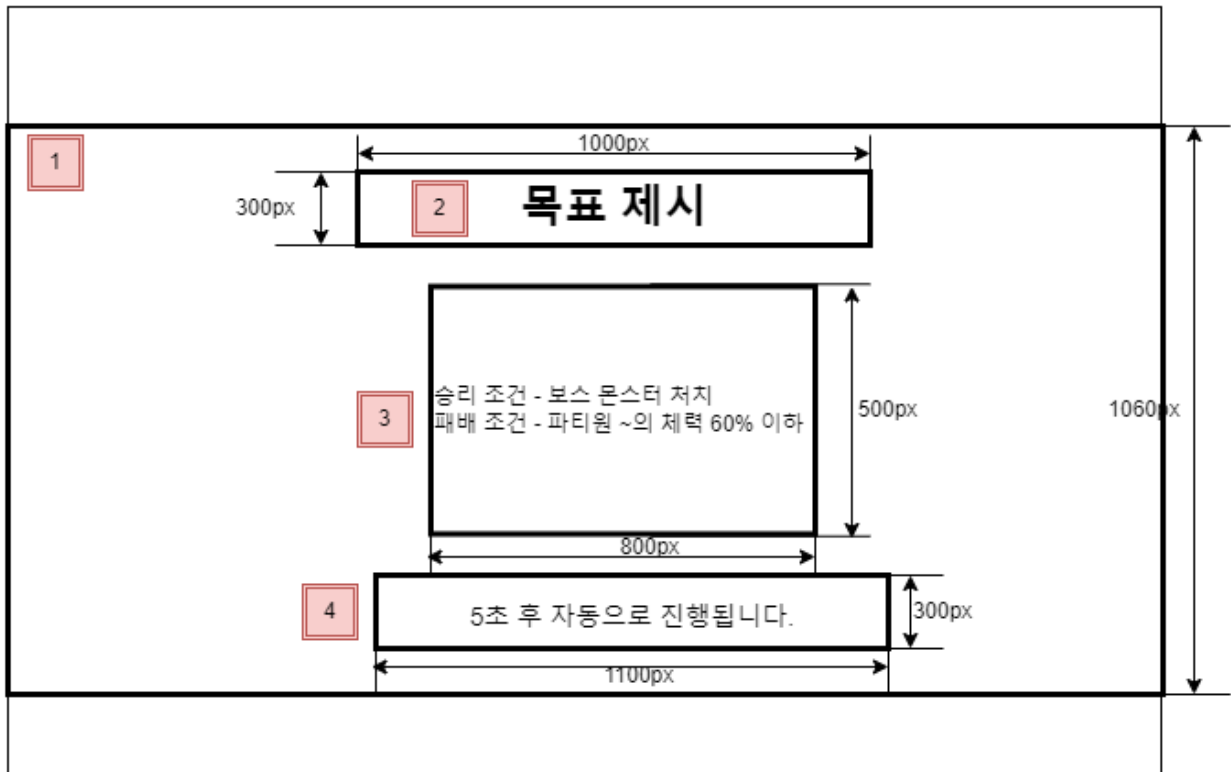 1
1000px
300px
2
목표 제시
3
승리 조건 - 보스 몬스터 처치
패배 조건 - 파티원 ~의 체력 60% 이하
500px
1060px
800px
4
5초 후 자동으로 진행됩니다.
300px
1100px